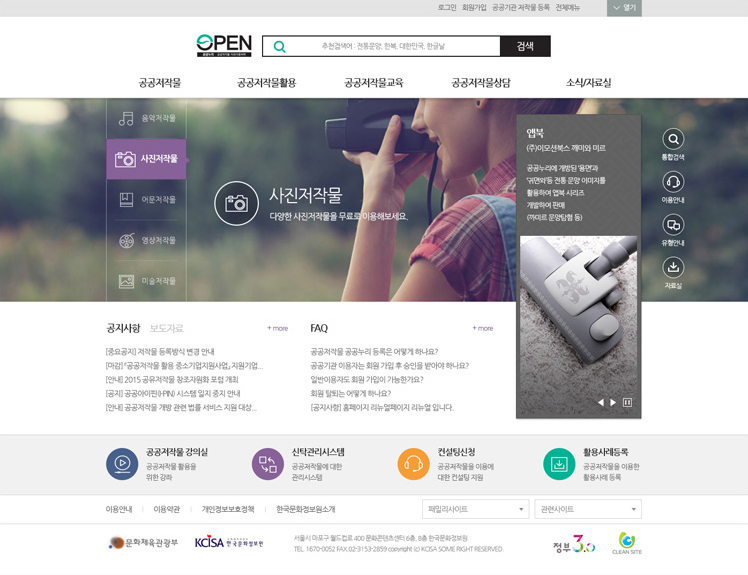 로그인 회원가입 공공기관 저작물 등록 전체메뉴 열기
OPEN
추천검색어 : 전통문양, 한복, 대한민국, 한글날
검색
공공저작물 공공저작물활용 공공저작물교육 공공저작물상담 소식/자료실
음악저작물
사진저작물
어문저작물
영상저작물
미술저작물
사진저작물
다양한 사진저작물을 무료로 이용해보세요.
앱북
(주)이모션북스 깨미와 미르
공공누리에 개방된 '용면'과
'귀면와'등 전통 문양 이미지를
활용하여 앱북 시리즈
개발하여 판매
(까미르 문양탐험 등)
통합검색
이용안내
유형안내
자료실
공지사항 보도자료 + more
[중요공지] 저작물 등록방식 변경 안내
[마감] 『공공저작물 활용 중소기업지원사업』 지원기업...
[안내] 2015 공유저작물 창조자원화 포럼 개최
[공지] 공공아이핀(I-PIN) 시스템 일지 중지 안내
[안내] 공공저작물 개방 관련 법률 서비스 지원 대상...
FAQ + more
공공저작물 공공누리 등록은 어떻게 하나요?
공공기관 이용자는 회원 가입 후 승인을 받아야 하나요?
일반이용자도 회원 가입이 가능한가요?
회원 탈퇴는 어떻게 하나요?
[공지사항] 홈페이지 리뉴얼페이지 리뉴얼 입니다.
공공저작물 강의실
공공저작물 활용을
위한 강좌
신탁관리시스템
공공저작물에 대한
관리시스템
컨설팅신청
공공저작물을 이용에
대한 컨설팅 지원
활용사례등록
공공저작물을 이용한
활용사례 등록
이용안내 이용약관 개인정보보호정책 한국문화정보원소개
패밀리사이트 관련사이트
문화체육관광부
KCISA 한국문화정보원
서울시 마포구 월드컵로 400 문화콘텐츠센터 6층, 8층 한국문화정보원
TEL. 1670-0052 FAX.02-3153-2859 copyright (c) KCISA SOME RIGHT RESERVED.
정부 3.0
CLEAN SITE